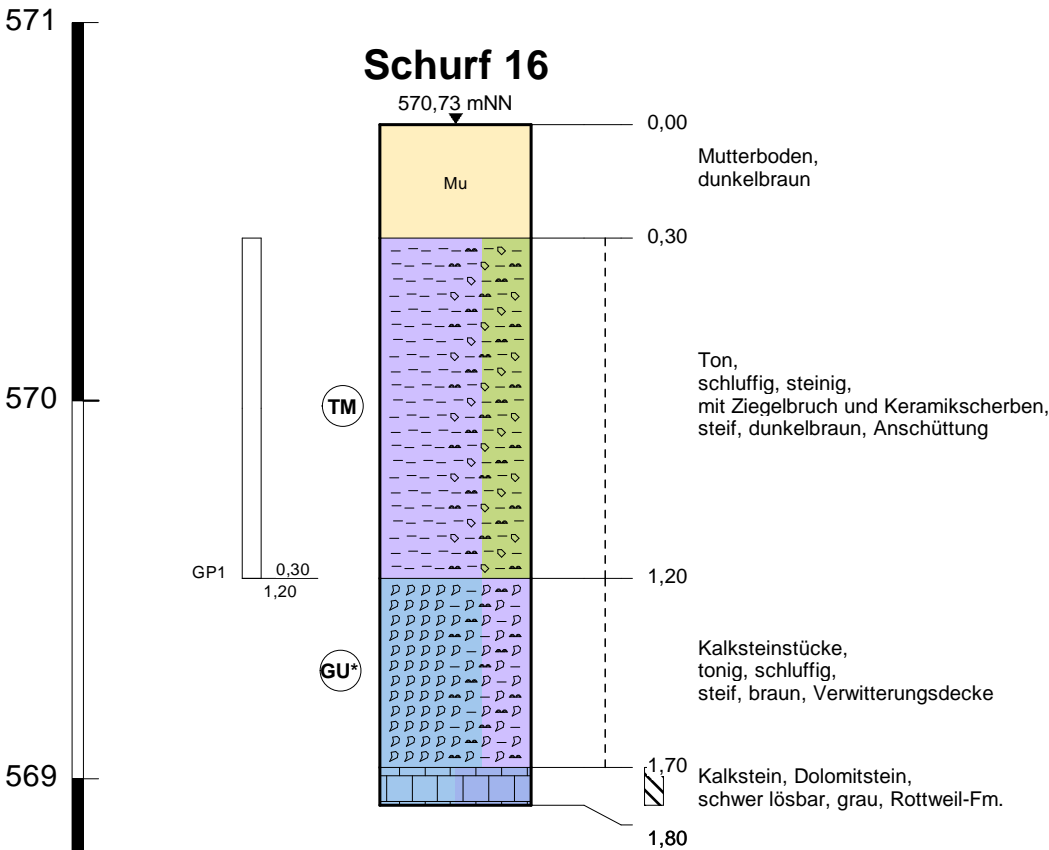 571
Schurf 16
570,73 mNN
0,00
Mutterboden,
dunkelbraun
Mu
0,30
Ton,
schluffig, steinig,
mit Ziegelbruch und Keramikscherben,
steif, dunkelbraun, Anschüttung
570
TM
GP1 0,30
1,20
1,20
Kalksteinstücke,
tonig, schluffig,
steif, braun, Verwitterungsdecke
GU*
569
1,70
Kalkstein, Dolomitstein,
schwer lösbar, grau, Rottweil-Fm.
1,80